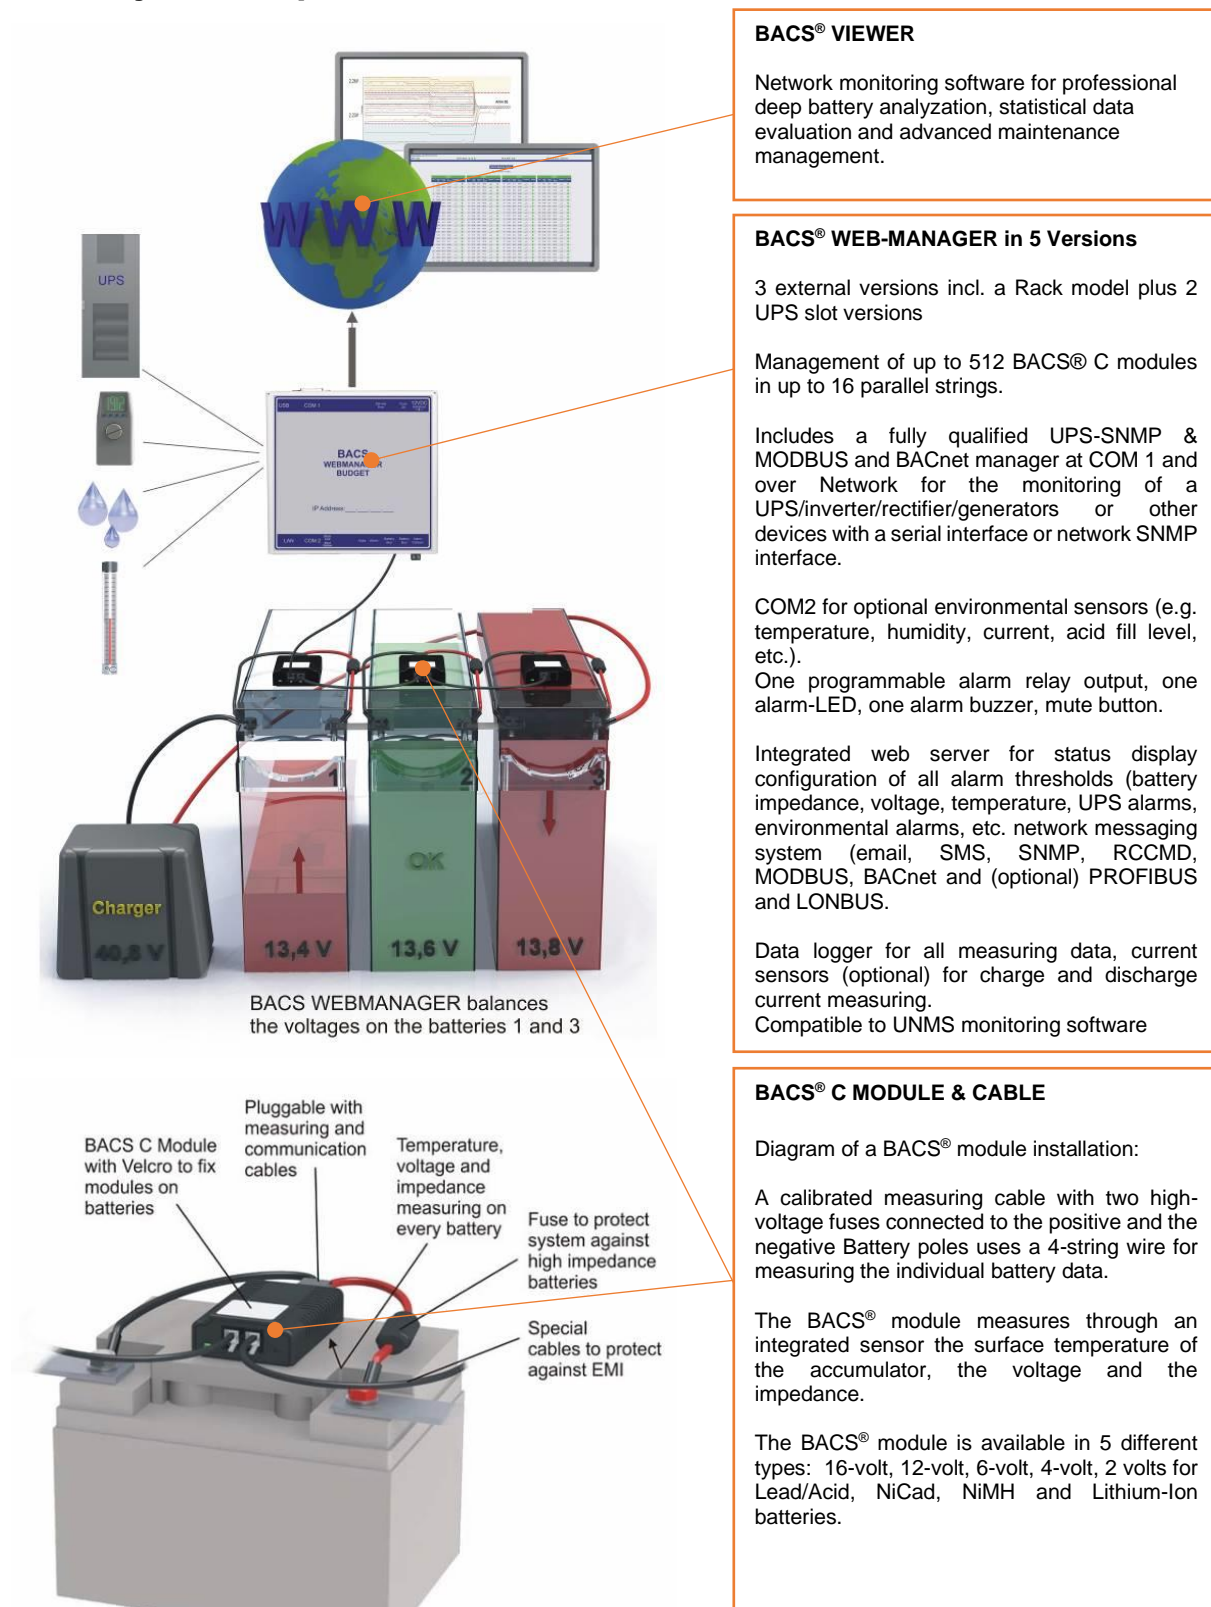 BACS® VIEWER
Network monitoring software for professional
deep battery analyzation, statistical data
evaluation and advanced maintenance
management.
WWW
UPS
BACS® WEB-MANAGER in 5 Versions
3 external versions incl. a Rack model plus 2
UPS slot versions
Management of up to 512 BACS® C modules
in up to 16 parallel strings.
Includes a fully qualified UPS-SNMP &
MODBUS and BACnet manager at COM 1 and
over Network for the monitoring of a
UPS/inverter/rectifier/generators or other
devices with a serial interface or network SNMP
interface.
COM2 for optional environmental sensors (e.g.
temperature, humidity, current, acid fill level,
etc.).
One programmable alarm relay output, one
alarm-LED, one alarm buzzer, mute button.
Integrated web server for status display
configuration of all alarm thresholds (battery
impedance, voltage, temperature, UPS alarms,
environmental alarms, etc. network messaging
system (email, SMS, SNMP, RCCMD,
MODBUS, BACnet and (optional) PROFIBUS
and LONBUS.
Data logger for all measuring data, current
sensors (optional) for charge and discharge
current measuring.
Compatible to UNMS monitoring software
USB COM 1
BACS
WEBMANAGER
BUDGET
IP Address:
LAN COM 2
1
2
3
OK
Charger
40,8 V
13,4 V
13,6 V
13,8 V
BACS WEBMANAGER balances
the voltages on the batteries 1 and 3
BACS® C MODULE & CABLE
Diagram of a BACS® module installation:
A calibrated measuring cable with two high-
voltage fuses connected to the positive and the
negative Battery poles uses a 4-string wire for
measuring the individual battery data.
The BACS® module measures through an
integrated sensor the surface temperature of
the accumulator, the voltage and the
impedance.
The BACS® module is available in 5 different
types: 16-volt, 12-volt, 6-volt, 4-volt, 2 volts for
Lead/Acid, NiCad, NiMH and Lithium-Ion
batteries.
BACS C Module
with Velcro to fix
modules on
batteries
Pluggable with
measuring and
communication
cables
Temperature,
voltage and
impedance
measuring on
every battery
Fuse to protect
system against
high impedance
batteries
Special
cables to protect
against EMI